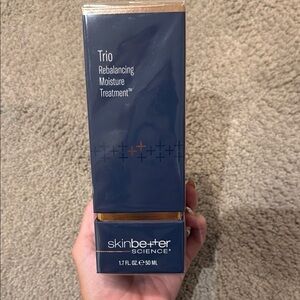 Trio
Rebalancing
Moisture
Treatment™
skinbetter
SCIENCE®
1.7 FL. OZ. ℮ 50 ML